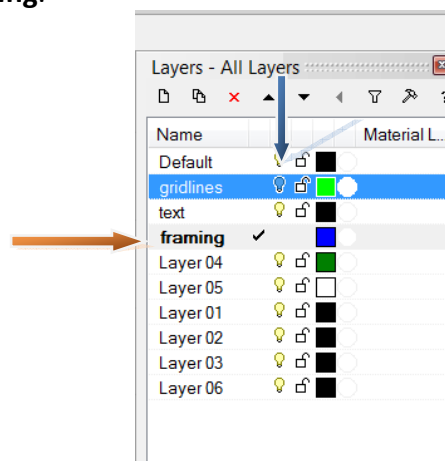 ng.
Layers - All Layers
Name Material L...
Default
gridlines
text
framing
Layer 04
Layer 05
Layer 01
Layer 02
Layer 03
Layer 06